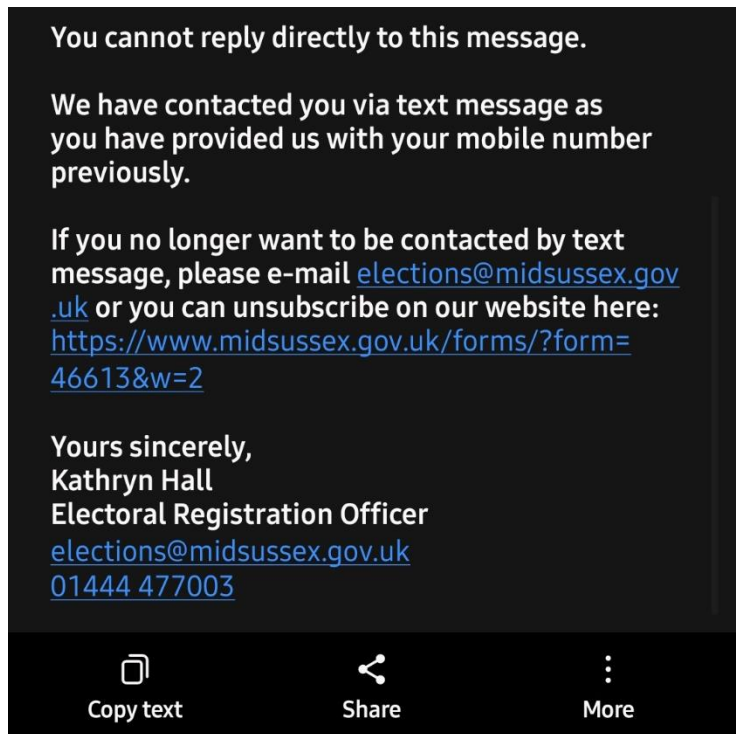 You cannot reply directly to this message.
We have contacted you via text message as
you have provided us with your mobile number
previously.
If you no longer want to be contacted by text
message, please e-mail elections@midsussex.gov
.uk or you can unsubscribe on our website here:
https://www.midsussex.gov.uk/forms/?form=
46613&w=2
Yours sincerely,
Kathryn Hall
Electoral Registration Officer
elections@midsussex.gov.uk
01444 477003
Copy text Share More